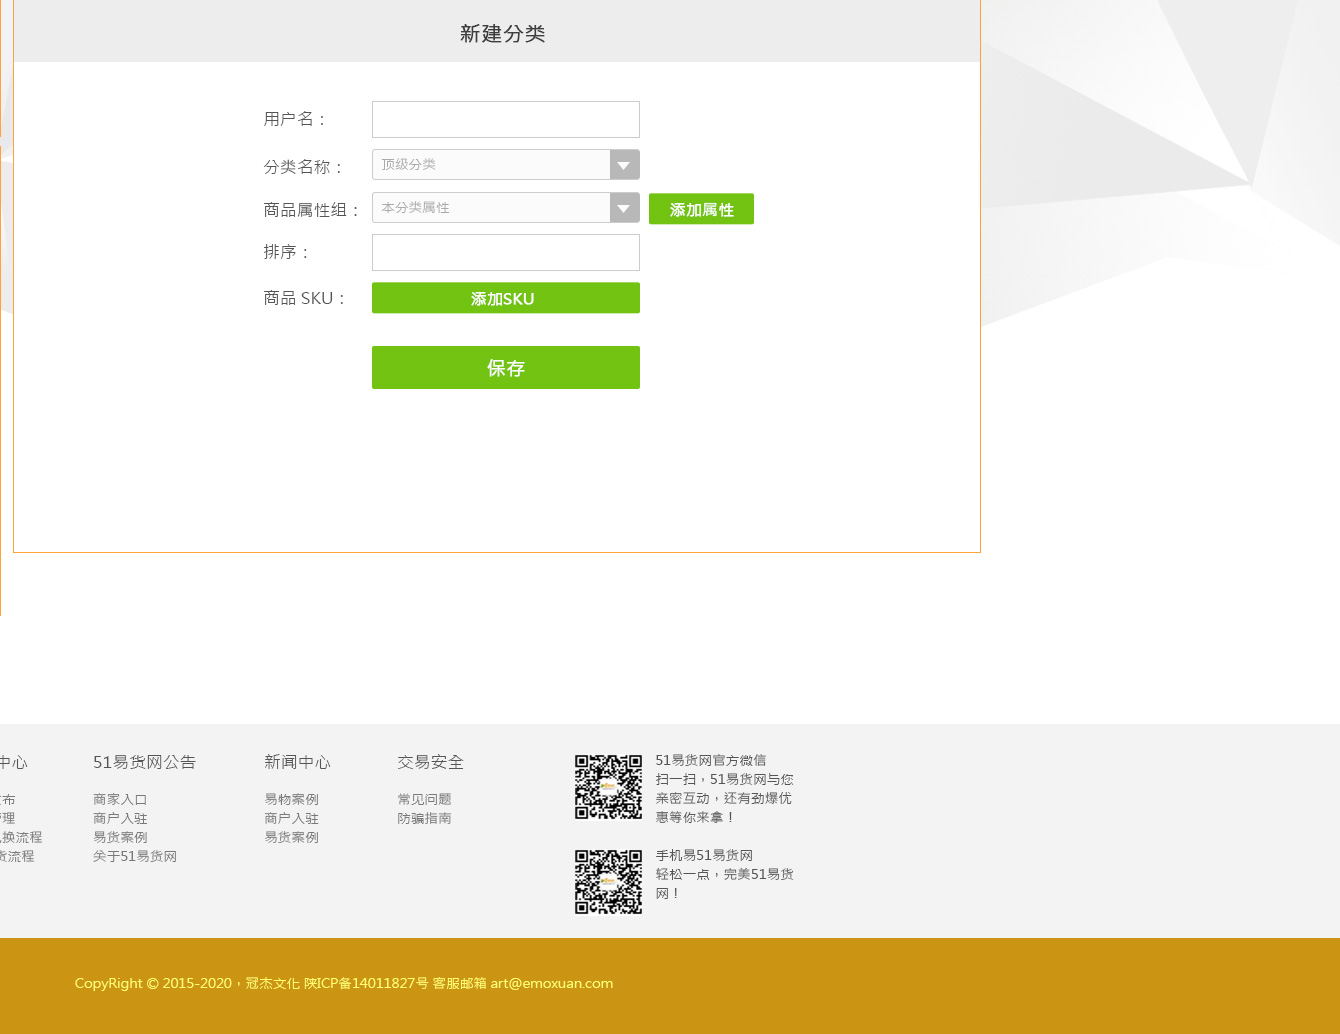 新建分类
用户名：
分类名称：
顶级分类
商品属性组：
本分类属性
添加属性
排序：
商品 SKU：
添加SKU
保存
中心
布
理
换流程
流程
51易货网公告
商家入口
商户入驻
易货案例
关于51易货网
新闻中心
易物案例
商户入驻
易货案例
交易安全
常见问题
防骗指南
51易货网官方微信
扫一扫，51易货网与您
亲密互动，还有劲爆优
惠等你来拿！
手机易51易货网
轻松一点，完美51易货
网！
CopyRight © 2015-2020，冠杰文化 陕ICP备14011827号 客服邮箱 art@emoxuan.com